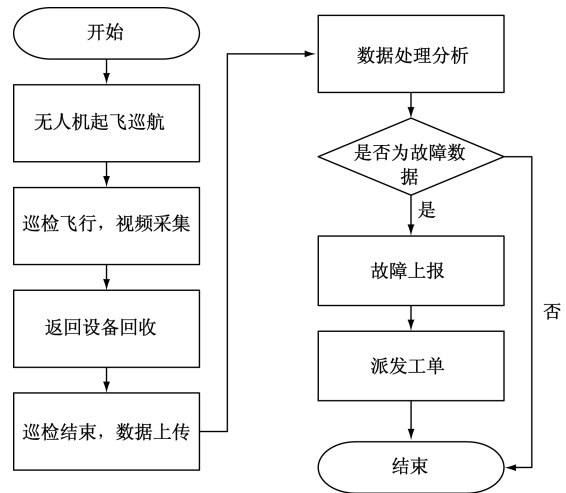 开始
无人机起飞巡航
巡检飞行，视频采集
返回设备回收
巡检结束，数据上传
数据处理分析
是否为故障数
据
是
故障上报
否
派发工单
结束